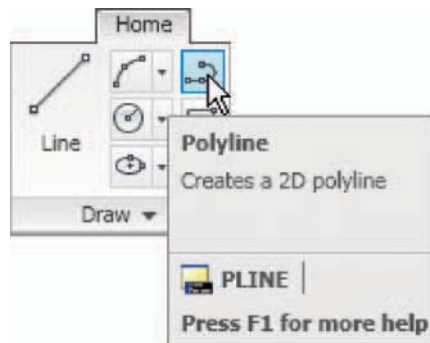 Home
Line
Draw
Polyline
Creates a 2D polyline
PLINE
Press F1 for more help